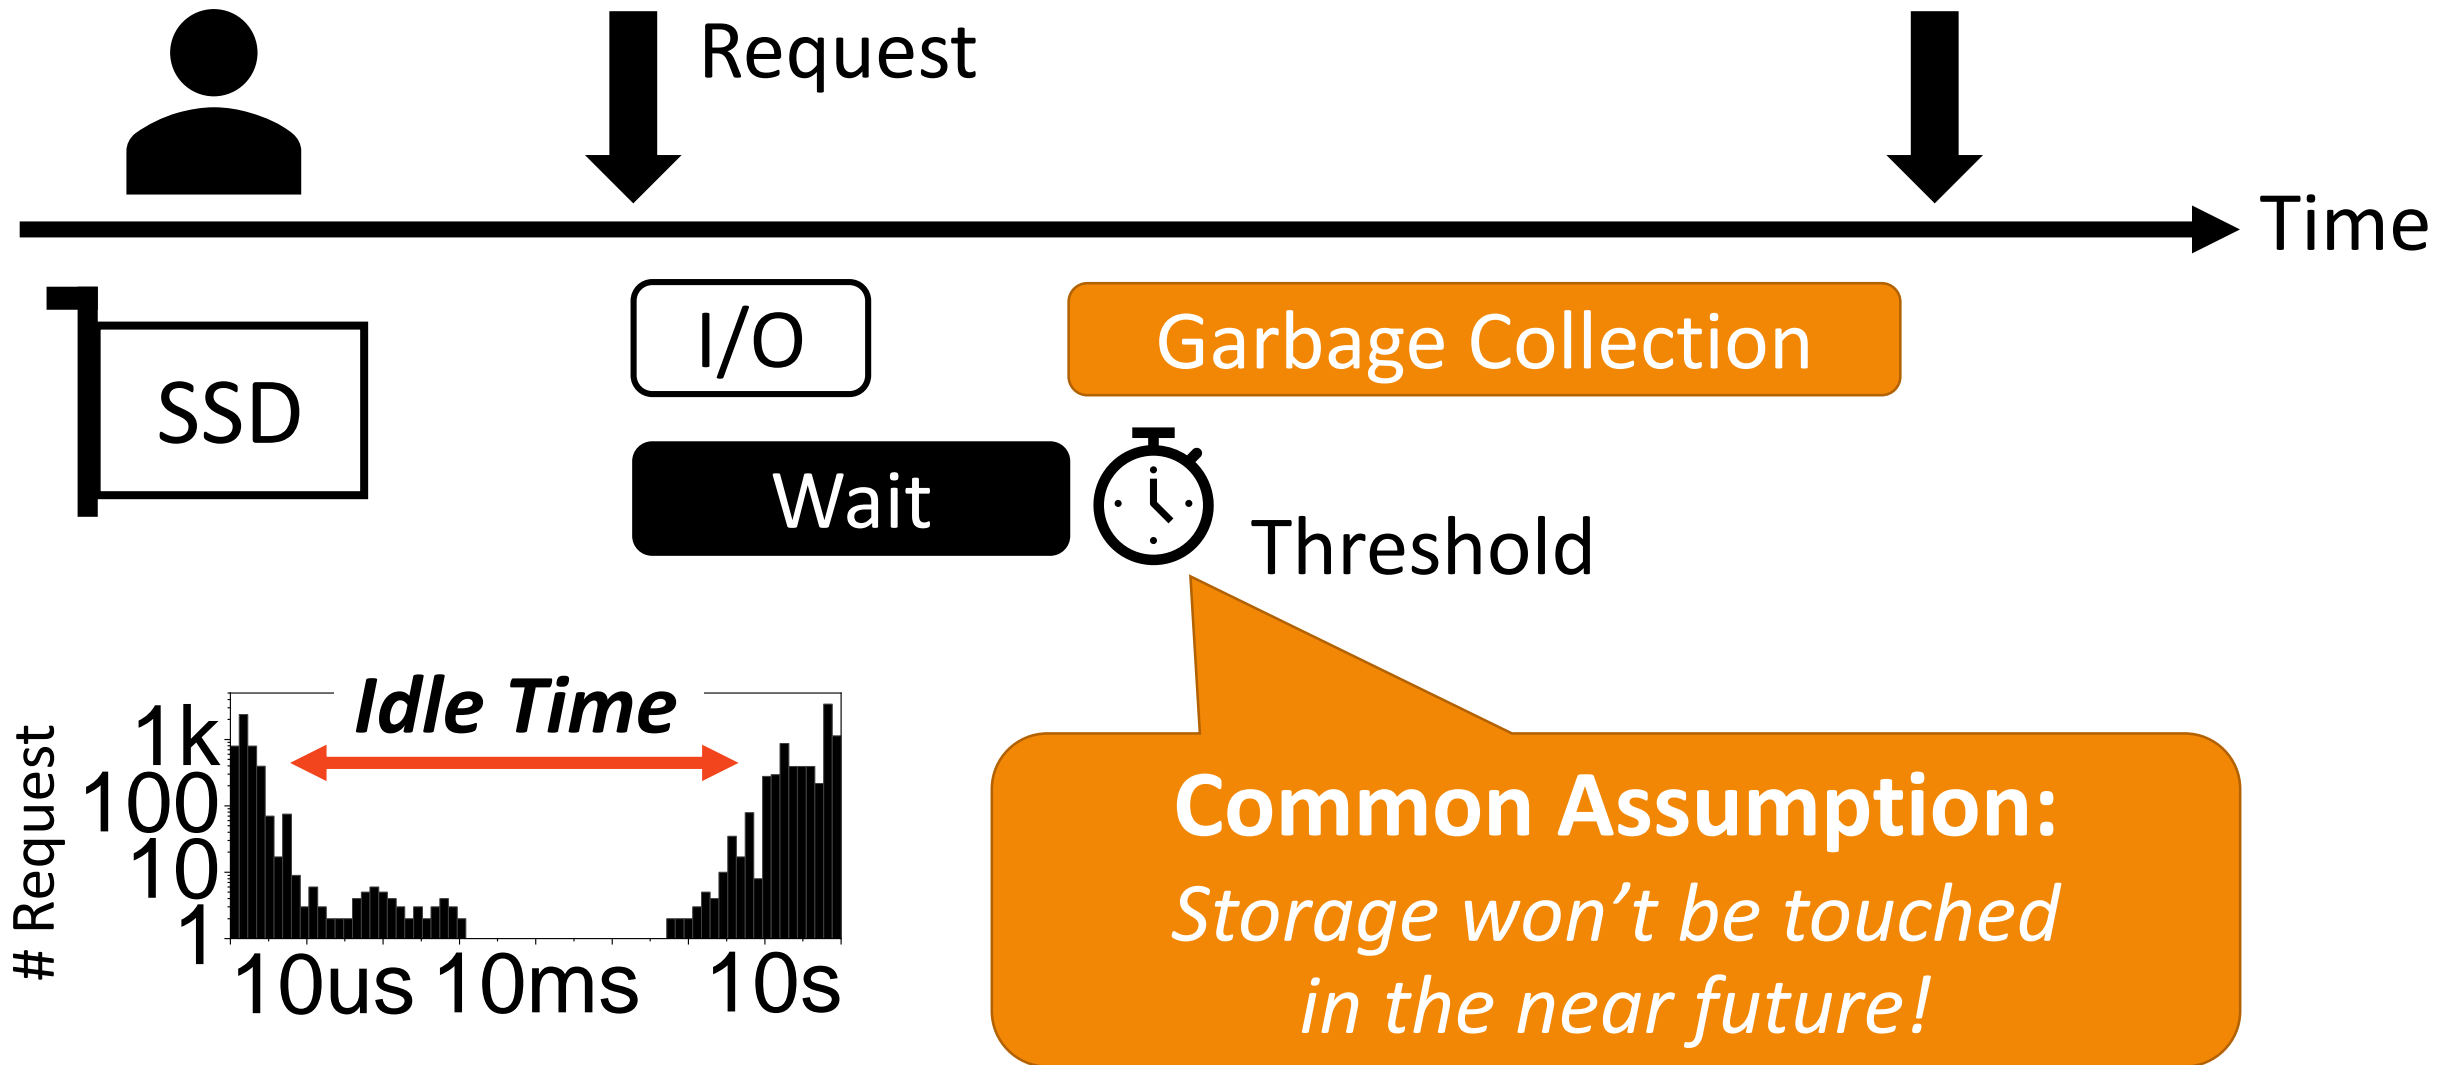 Request
Time
I/O
Garbage Collection
SSD
Wait
Threshold
Idle Time
# Request
1k
100
10
1
10us 10ms 10s
Common Assumption:
Storage won’t be touched
in the near future!